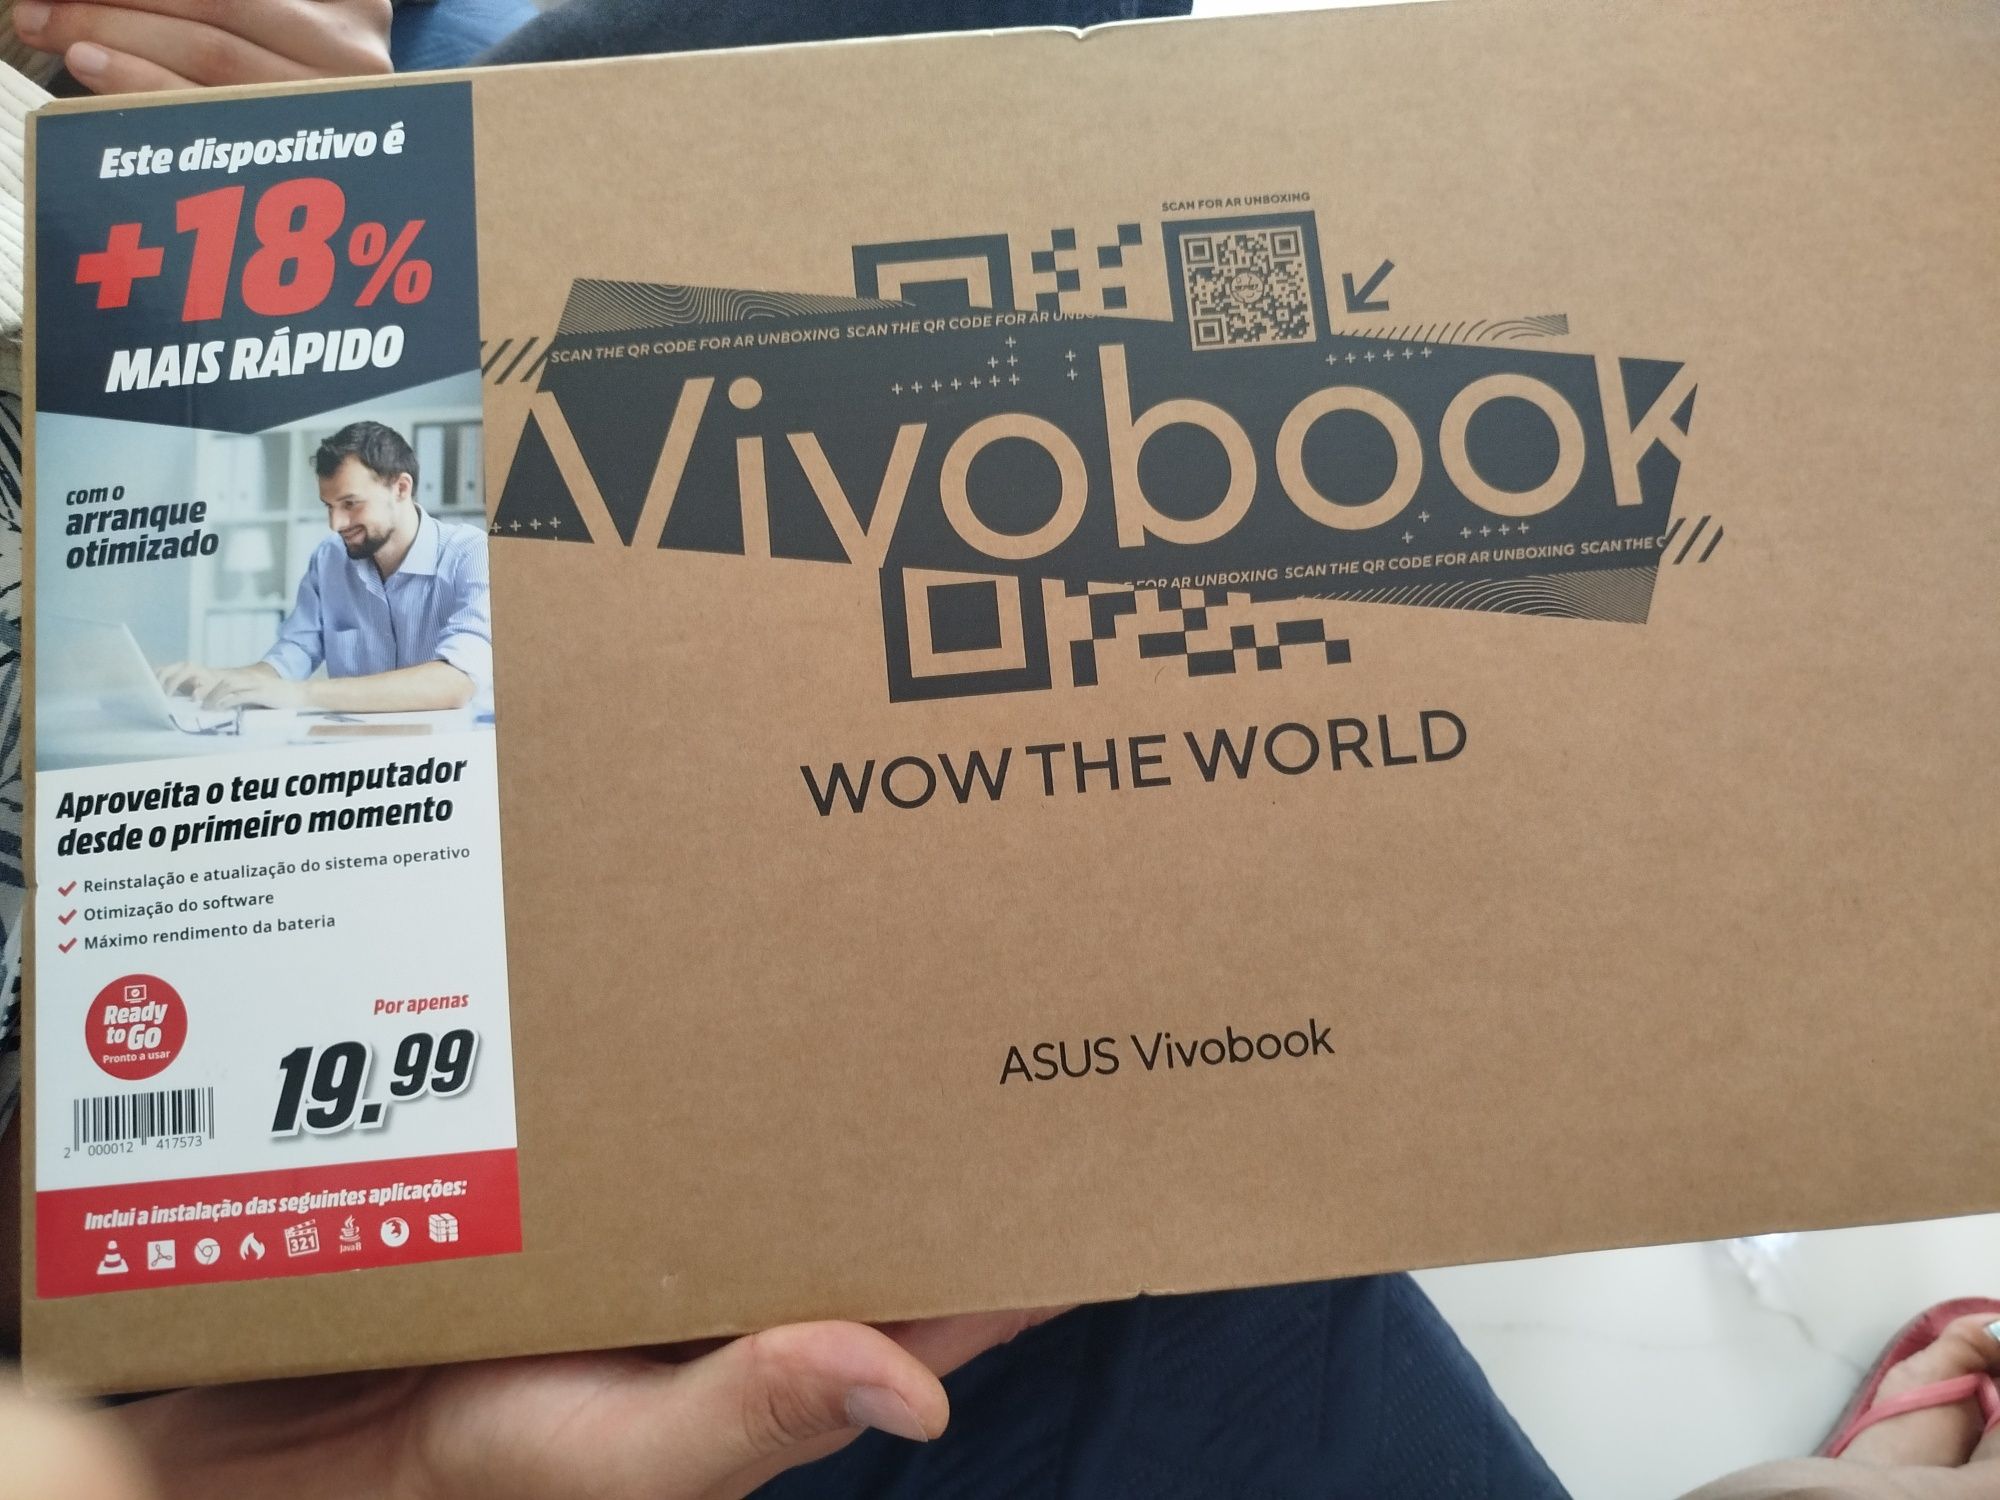 Este dispositivo é
+18%
MAIS RÁPIDO
com o
arranque
otimizado
Aproveita o teu computador
desde o primeiro momento
Reinstalação e atualização do sistema operativo
Otimização do software
Máximo rendimento da bateria
Ready
to Go
Pronto a usar
Por apenas
19.99
2 000012 417573
Inclui a instalação das seguintes aplicações:
321
Java8
SCAN FOR AR UNBOXING
SCAN THE QR CODE FOR AR UNBOXING SCAN THE QR CODE FOR AR UNBO
Vivobook
FOR AR UNBOXING SCAN THE QR CODE FOR AR UNBOXING SCAN THE
WOW THE WORLD
ASUS Vivobook